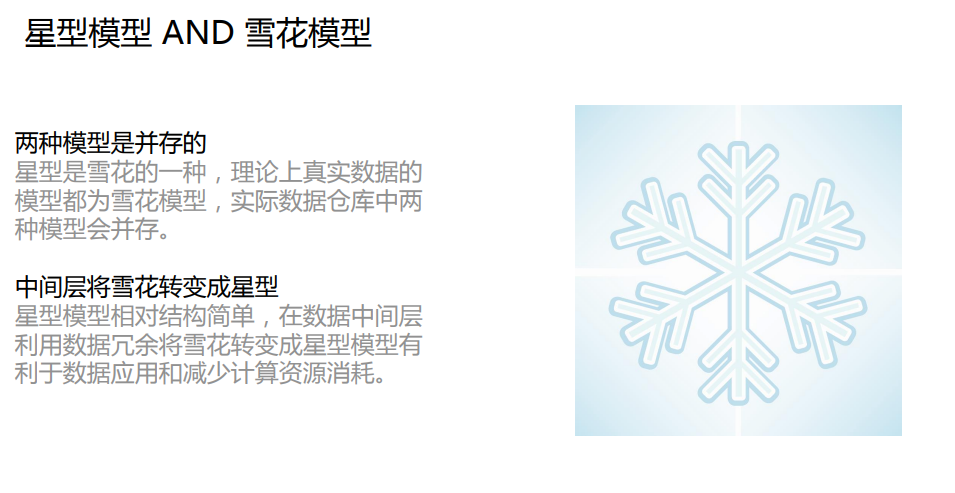 星型模型 AND 雪花模型
两种模型是并存的
星型是雪花的一种，理论上真实数据的
模型都为雪花模型，实际数据仓库中两
种模型会并存。
中间层将雪花转变成星型
星型模型相对结构简单，在数据中间层
利用数据冗余将雪花转变成星型模型有
利于数据应用和减少计算资源消耗。